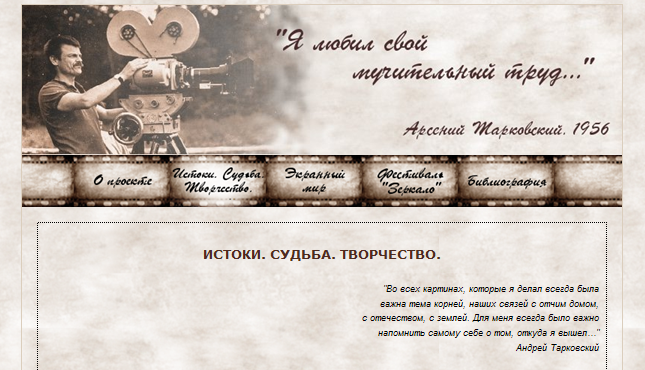 "Я любил свой
мучительный труд..."
Арсений Тарковский. 1956
О проекте
Истоки. Судьба.
Творчество.
Экранный
мир
Фестиваль
"Зеркало"
Библиография
ИСТОКИ. СУДЬБА. ТВОРЧЕСТВО.
"Во всех картинах, которые я делал всегда была
важна тема корней, наших связей с отчим домом,
с отечеством, с землей. Для меня всегда было важно
напомнить самому себе о том, откуда я вышел..."
Андрей Тарковский